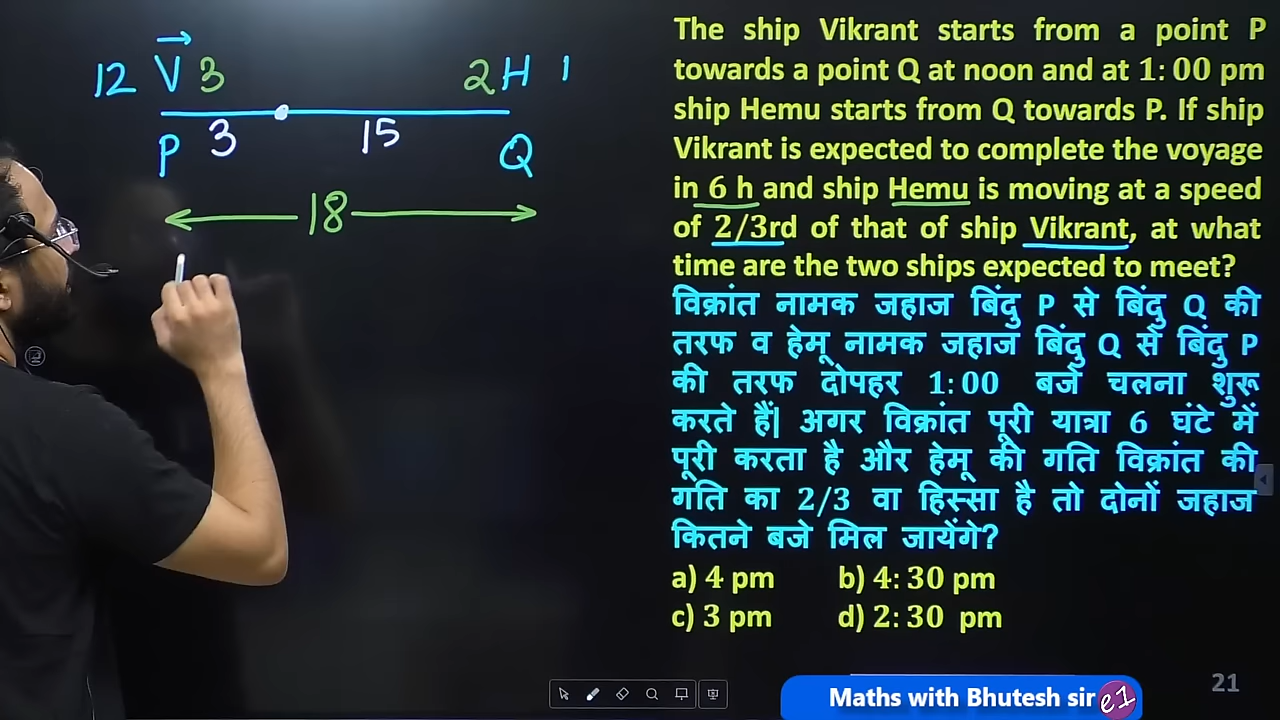 12 V 3 2 H 1
3 15
P Q
18
The ship Vikrant starts from a point P
towards a point Q at noon and at 1:00 pm
ship Hemu starts from Q towards P. If ship
Vikrant is expected to complete the voyage
in 6 h and ship Hemu is moving at a speed
of 2/3rd of that of ship Vikrant, at what
time are the two ships expected to meet?
विक्रांत नामक जहाज बिंदु P से बिंदु Q की
तरफ व हेमू नामक जहाज बिंदु Q से बिंदु P
की तरफ दोपहर 1:00 बजे चलना शुरू
करते हैं| अगर विक्रांत पूरी यात्रा 6 घंटे में
पूरी करता है और हेमू की गति विक्रांत की
गति का 2/3 वा हिस्सा है तो दोनों जहाज
कितने बजे मिल जायेंगे?
a) 4 pm b) 4:30 pm
c) 3 pm d) 2:30 pm
21
Maths with Bhutesh sir e1